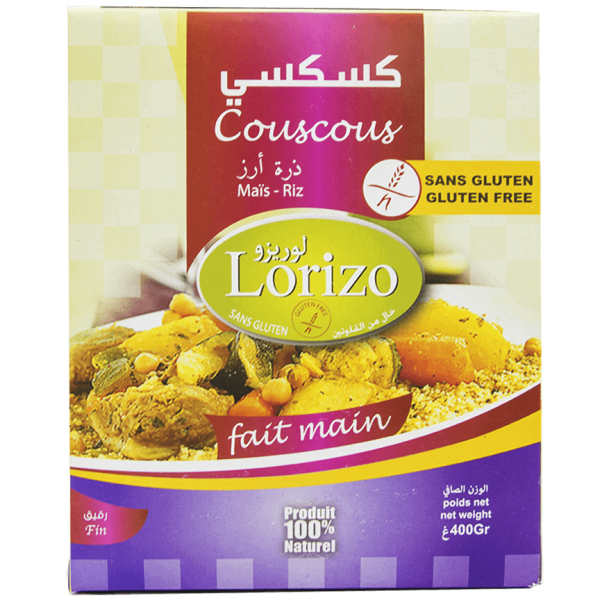 كسكسي
Couscous
ذرة أرز
Maïs - Riz
SANS GLUTEN
GLUTEN FREE
لوريزو
Lorizo
SANS GLUTEN
GLUTEN FREE
خال من الغلوتين
fait main
رقيق
Fin
Produit
100%
Naturel
الوزن الصافي
poids net
net weight
400Gr غ